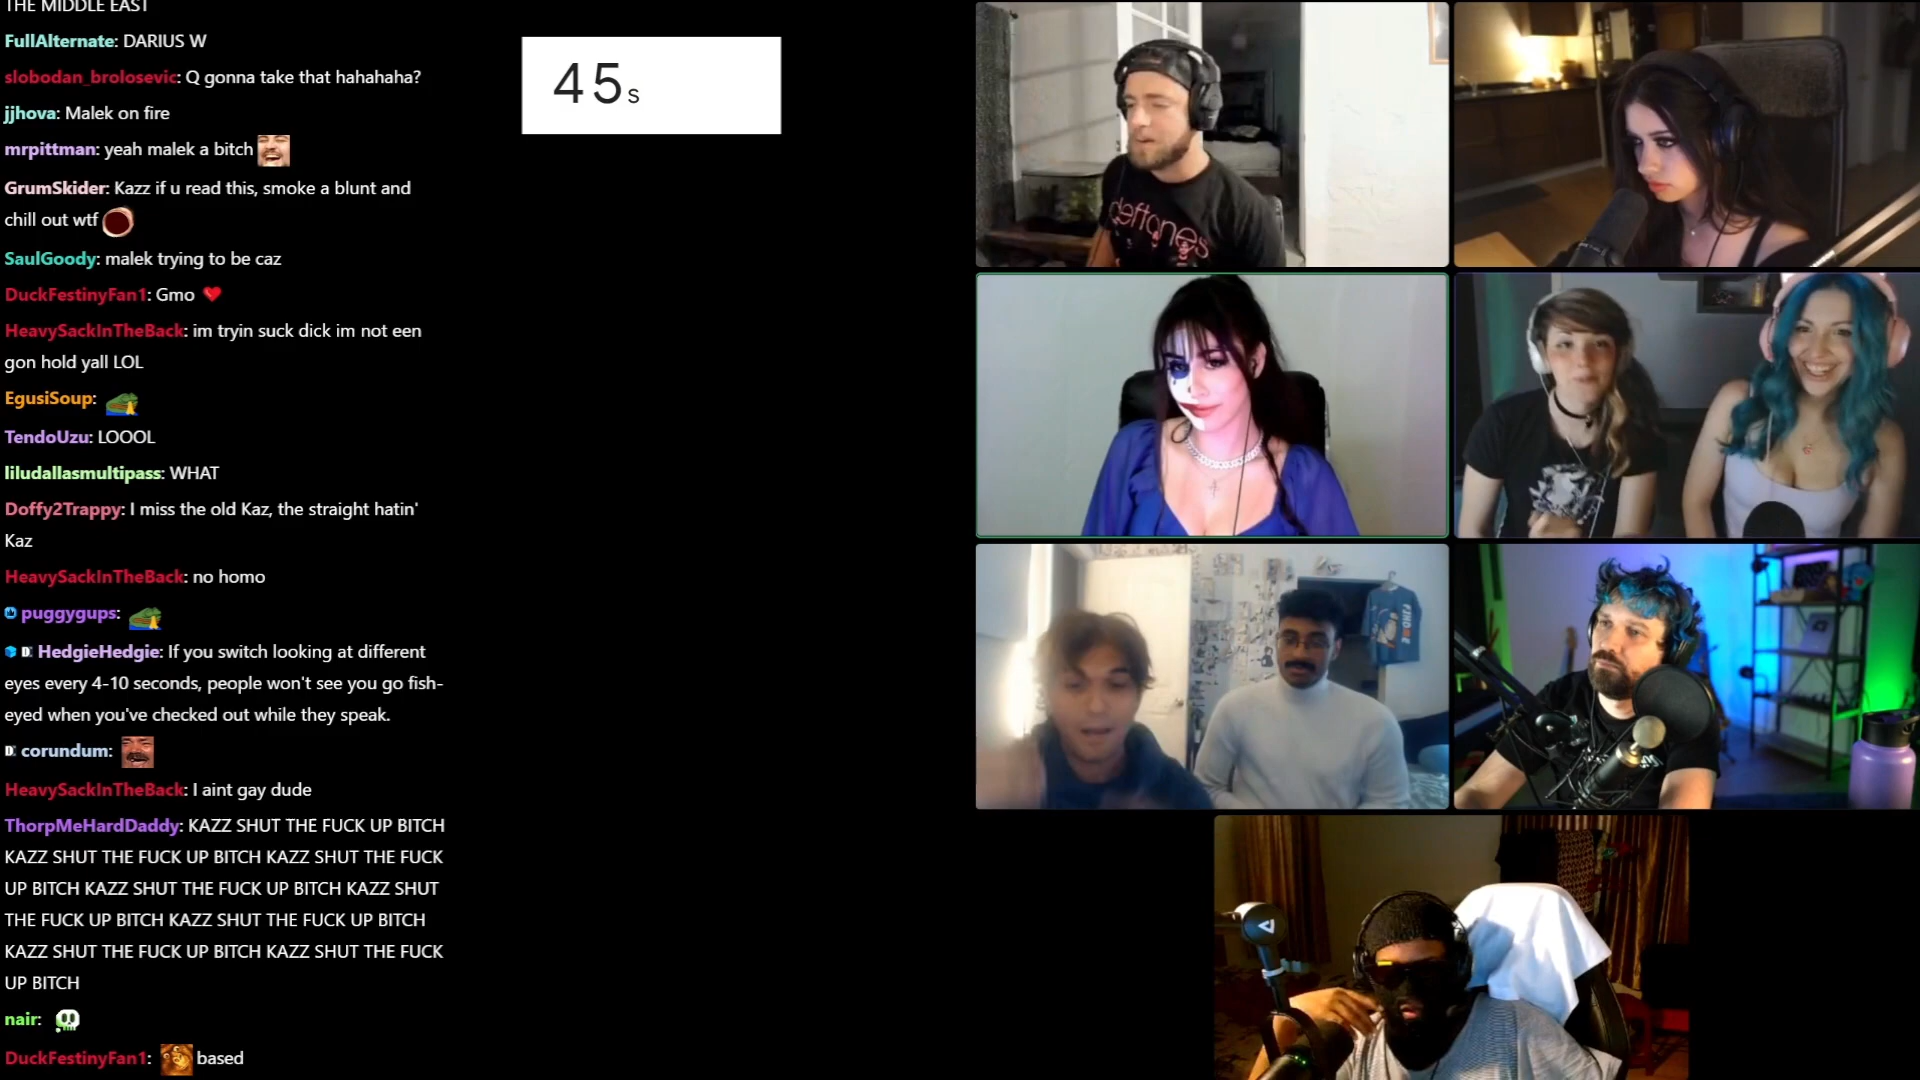 THE MIDDLE EAST
FullAlternate: DARIUS W
slobodan_brolosevic: Q gonna take that hahahaha?
jjhova: Malek on fire
mrpittman: yeah malek a bitch
GrumSkider: Kazz if u read this, smoke a blunt and
chill out wtf
SaulGoody: malek trying to be caz
DuckFestinyFan1: Gmo
HeavySackInTheBack: im tryin suck dick im not een
gon hold yall LOL
EgusiSoup:
TendoUzu: LOOOL
liludallasmultipass: WHAT
Doffy2Trappy: I miss the old Kaz, the straight hatin'
Kaz
HeavySackInTheBack: no homo
puggygups:
HedgieHedgie: If you switch looking at different
eyes every 4-10 seconds, people won't see you go fish-
eyed when you've checked out while they speak.
corundum:
HeavySackInTheBack: I aint gay dude
ThorpMeHardDaddy: KAZZ SHUT THE FUCK UP BITCH
KAZZ SHUT THE FUCK UP BITCH KAZZ SHUT THE FUCK
UP BITCH KAZZ SHUT THE FUCK UP BITCH KAZZ SHUT
THE FUCK UP BITCH KAZZ SHUT THE FUCK UP BITCH
KAZZ SHUT THE FUCK UP BITCH KAZZ SHUT THE FUCK
UP BITCH
nair:
DuckFestinyFan1: based
45s
deftones